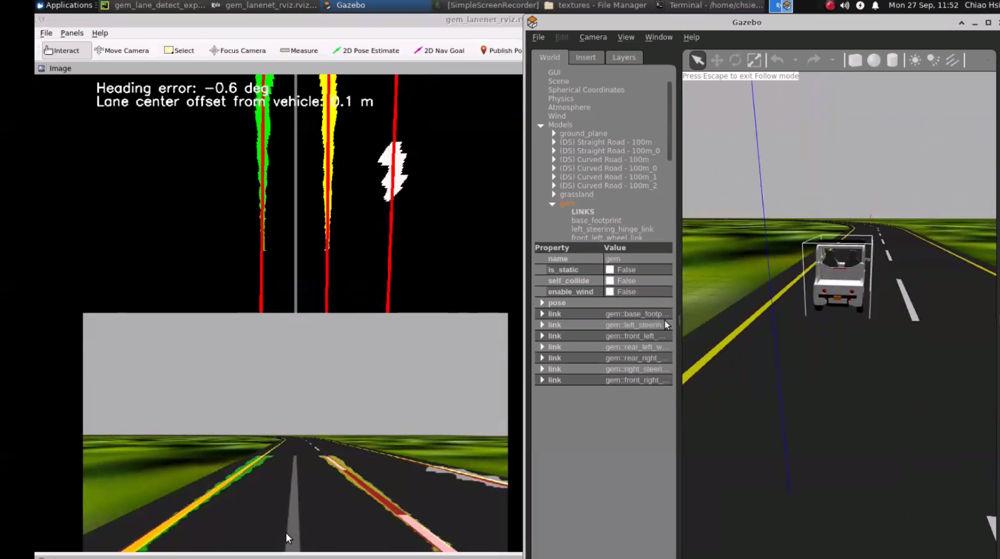 Applications gem_lane_detect_exp... gem_lanenet_rviz.rviz... Gazebo [SimpleScreenRecorder] textures - File Manager Terminal - /home/chsie... Mon 27 Sep, 11:52 Chiao Hsi
gem_lanenet_rviz.r
File Panels Help
Interact Move Camera Select Focus Camera Measure 2D Pose Estimate 2D Nav Goal Publish Po
Image
Heading error: -0.6 deg
Lane center offset from vehicle: 0.1 m
Gazebo
File Edit Camera View Window Help
World Insert Layers
Press Escape to exit Follow mode
GUI
Scene
Spherical Coordinates
Physics
Atmosphere
Wind
Models
ground_plane
(DS) Straight Road - 100m
(DS) Straight Road - 100m_0
(DS) Curved Road - 100m
(DS) Curved Road - 100m_0
(DS) Curved Road - 100m_1
(DS) Curved Road - 100m_2
grassland
gem
LINKS
base_footprint
left_steering_hinge_link
front_left_wheel_link
Property Value
name gem
is_static False
self_collide False
enable_wind False
pose
link gem::base_footp...
link gem::left_steerin
link gem::front_left_...
link gem::rear_left_w...
link gem::rear_right_...
link gem::right_steeri...
link gem::front_right_...